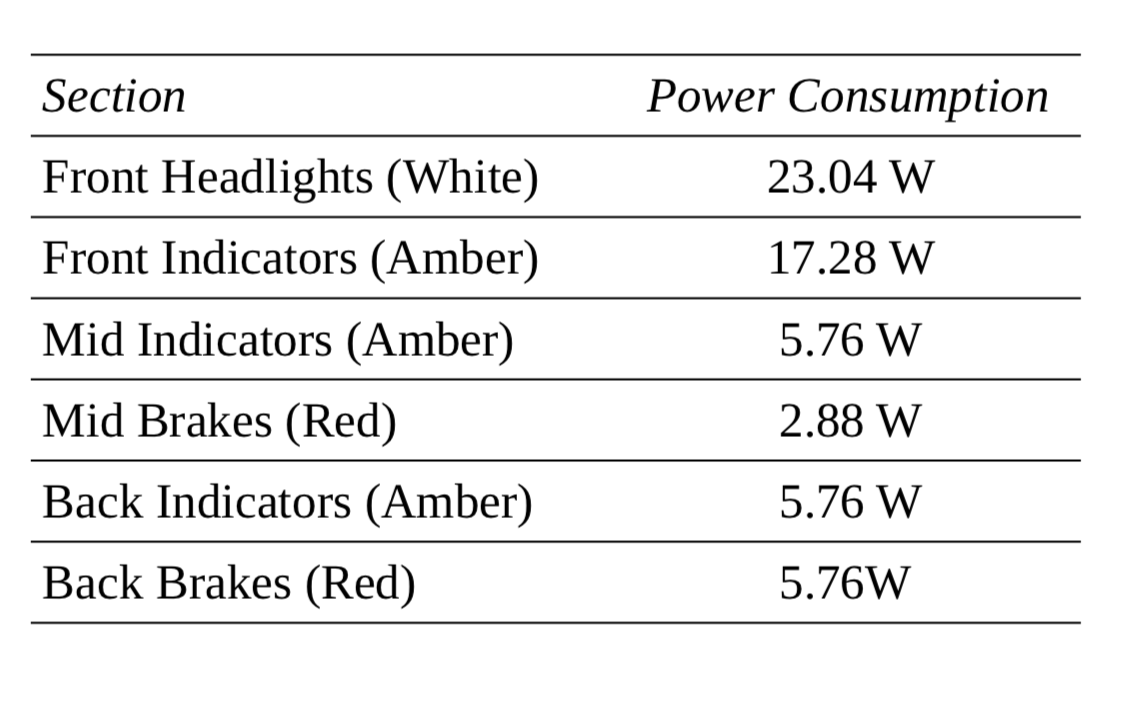 Section Power Consumption
Front Headlights (White) 23.04 W
Front Indicators (Amber) 17.28 W
Mid Indicators (Amber) 5.76 W
Mid Brakes (Red) 2.88 W
Back Indicators (Amber) 5.76 W
Back Brakes (Red) 5.76W